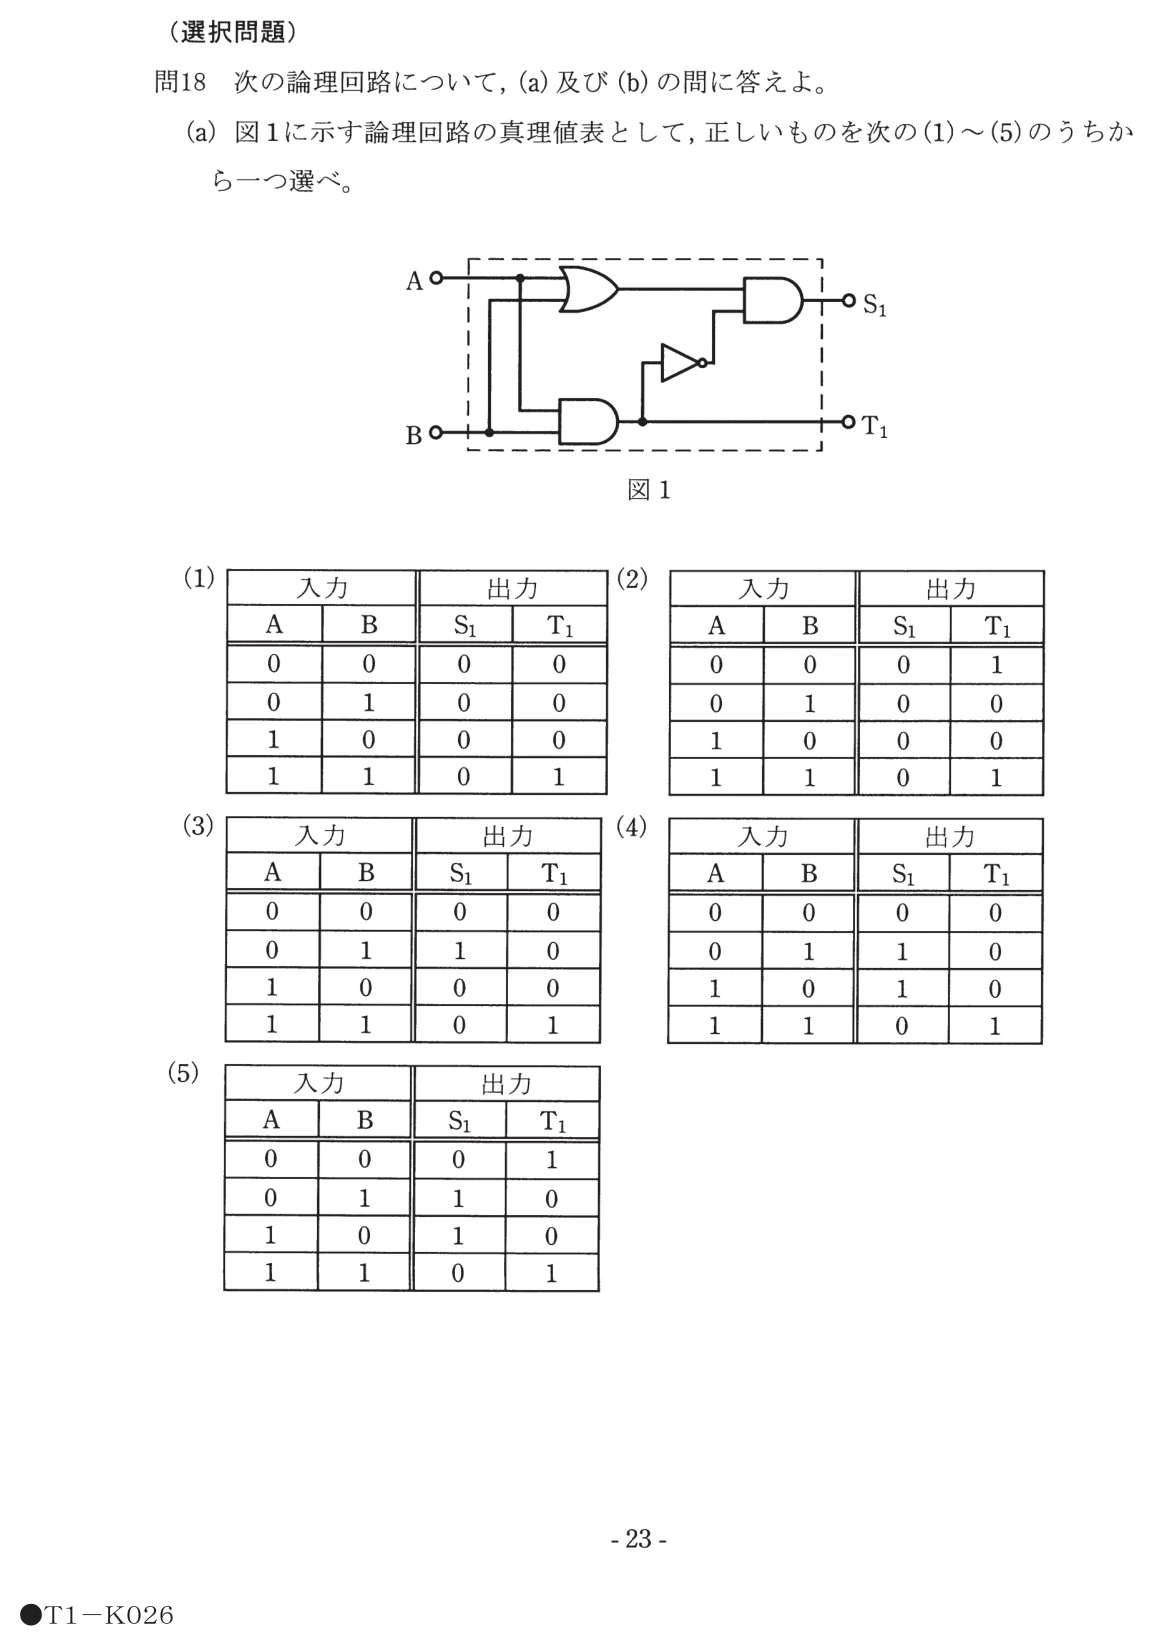 （選択問題）
問18　次の論理回路について，(a)及び(b)の問に答えよ。
(a)　図1に示す論理回路の真理値表として，正しいものを次の(1)～(5)のうちか
ら一つ選べ。
A S₁
B T₁
図1
(1) 入力 出力 (2) 入力 出力
A B S₁ T₁ A B S₁ T₁
0 0 0 0 0 0 0 1
0 1 0 0 0 1 0 0
1 0 0 0 1 0 0 0
1 1 0 1 1 1 0 1
(3) 入力 出力 (4) 入力 出力
A B S₁ T₁ A B S₁ T₁
0 0 0 0 0 0 0 0
0 1 1 0 0 1 1 0
1 0 0 0 1 0 1 0
1 1 0 1 1 1 0 1
(5) 入力 出力
A B S₁ T₁
0 0 0 1
0 1 1 0
1 0 1 0
1 1 0 1
- 23 -
●T1－K026